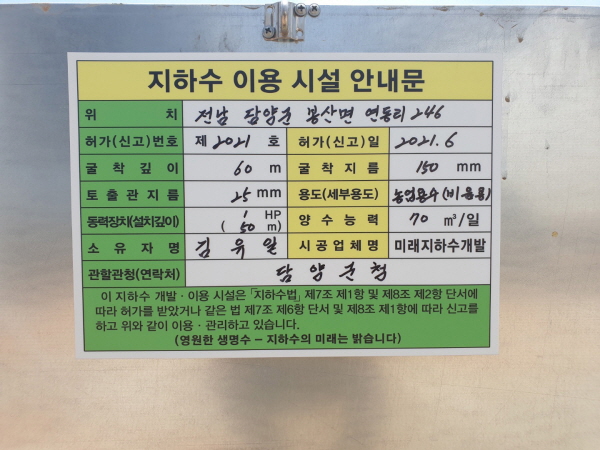 지하수 이용 시설 안내문
위 치 전남 담양군 봉산면 연동리 246
허가(신고)번호 제 2021 호 허가(신고)일 2021.6
굴착깊이 60 m 굴착지름 150 mm
토출관지름 25 mm 용도(세부용도) 농업용수(비음용)
동력장치(설치깊이) 1 HP ( 50 m) 양수능력 70 ㎥/일
소유자명 김유일 시공업체명 미래지하수개발
관할관청(연락처) 담양군청
이 지하수 개발·이용 시설은「지하수법」제7조 제1항 및 제8조 제2항 단서에
따라 허가를 받았거나 같은 법 제7조 제6항 단서 및 제8조 제1항에 따라 신고를
하고 위와 같이 이용·관리하고 있습니다.
(영원한 생명수 – 지하수의 미래는 밝습니다)